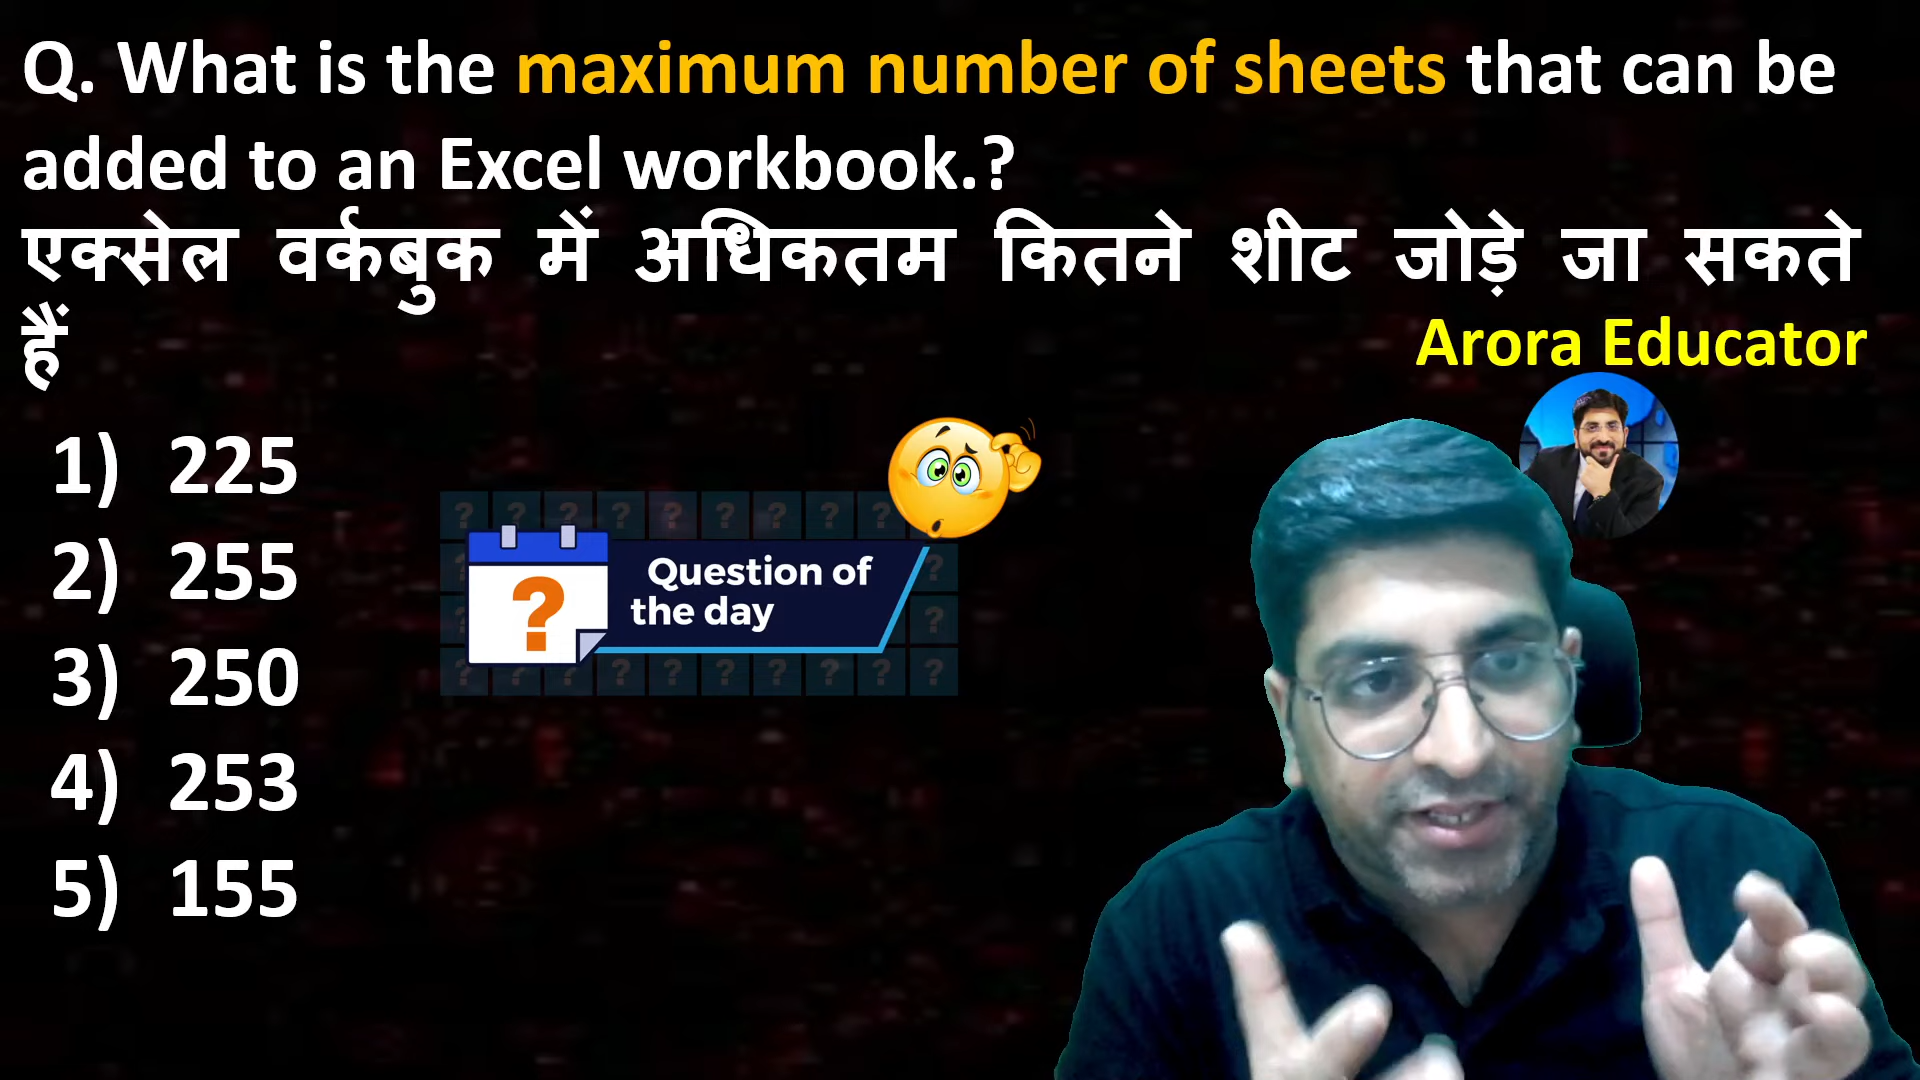 Q. What is the maximum number of sheets that can be
added to an Excel workbook.?
एक्सेल वर्कबुक में अधिकतम कितने शीट जोड़े जा सकते
हैं
Arora Educator
1) 225
2) 255
3) 250
4) 253
5) 155
?
Question of
the day